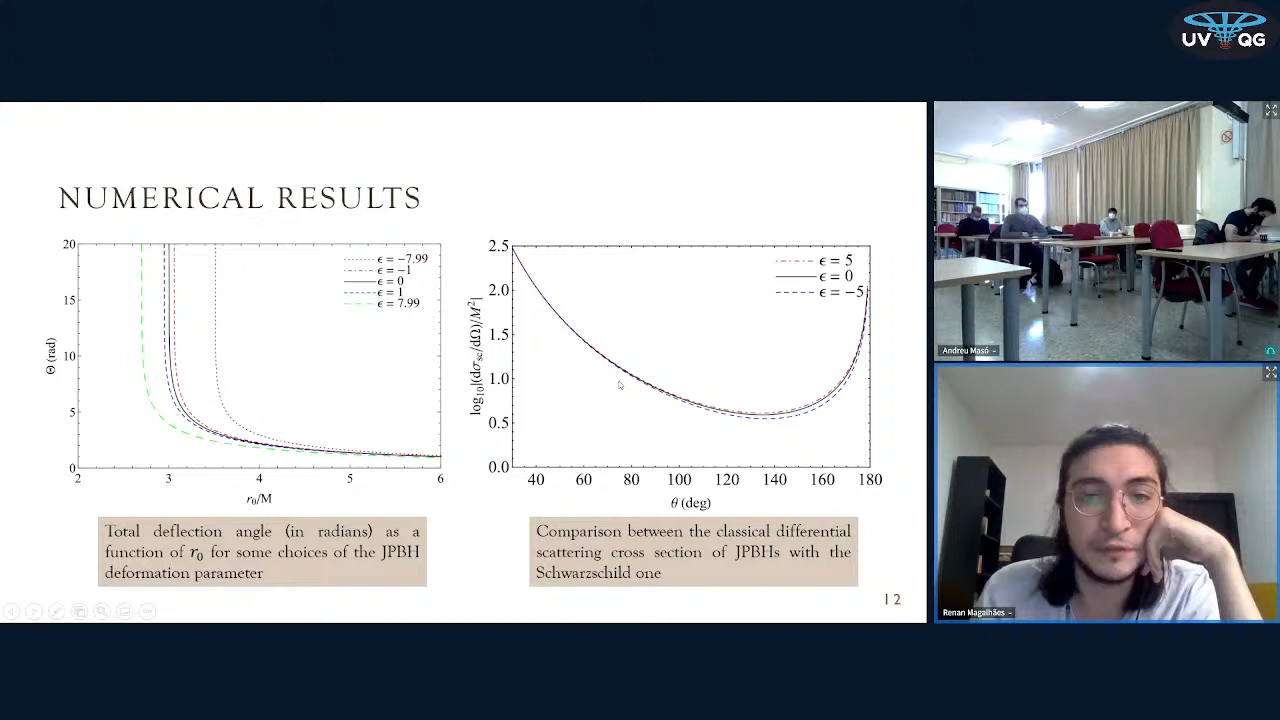 UV QG
NUMERICAL RESULTS
20
15
10
5
0
Θ (rad)
2
3
4
5
6
r₀/M
ϵ = −7.99
ϵ = −1
ϵ = 0
ϵ = 1
ϵ = 7.99
2.5
2.0
1.5
1.0
0.5
0.0
log₁₀[(dσsc/dΩ)/M²]
40
60
80
100
120
140
160
180
θ (deg)
ϵ = 5
ϵ = 0
ϵ = −5
Total deflection angle (in radians) as a
function of r₀ for some choices of the JPBH
deformation parameter
Comparison between the classical differential
scattering cross section of JPBHs with the
Schwarzschild one
12
Andreu Masó
Renan Magalhães